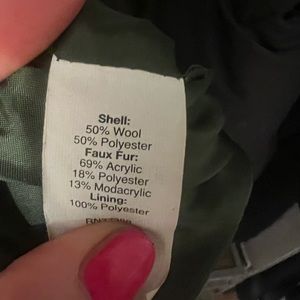 Shell:
50% Wool
50% Polyester
Faux Fur:
69% Acrylic
18% Polyester
13% Modacrylic
Lining:
100% Polyester